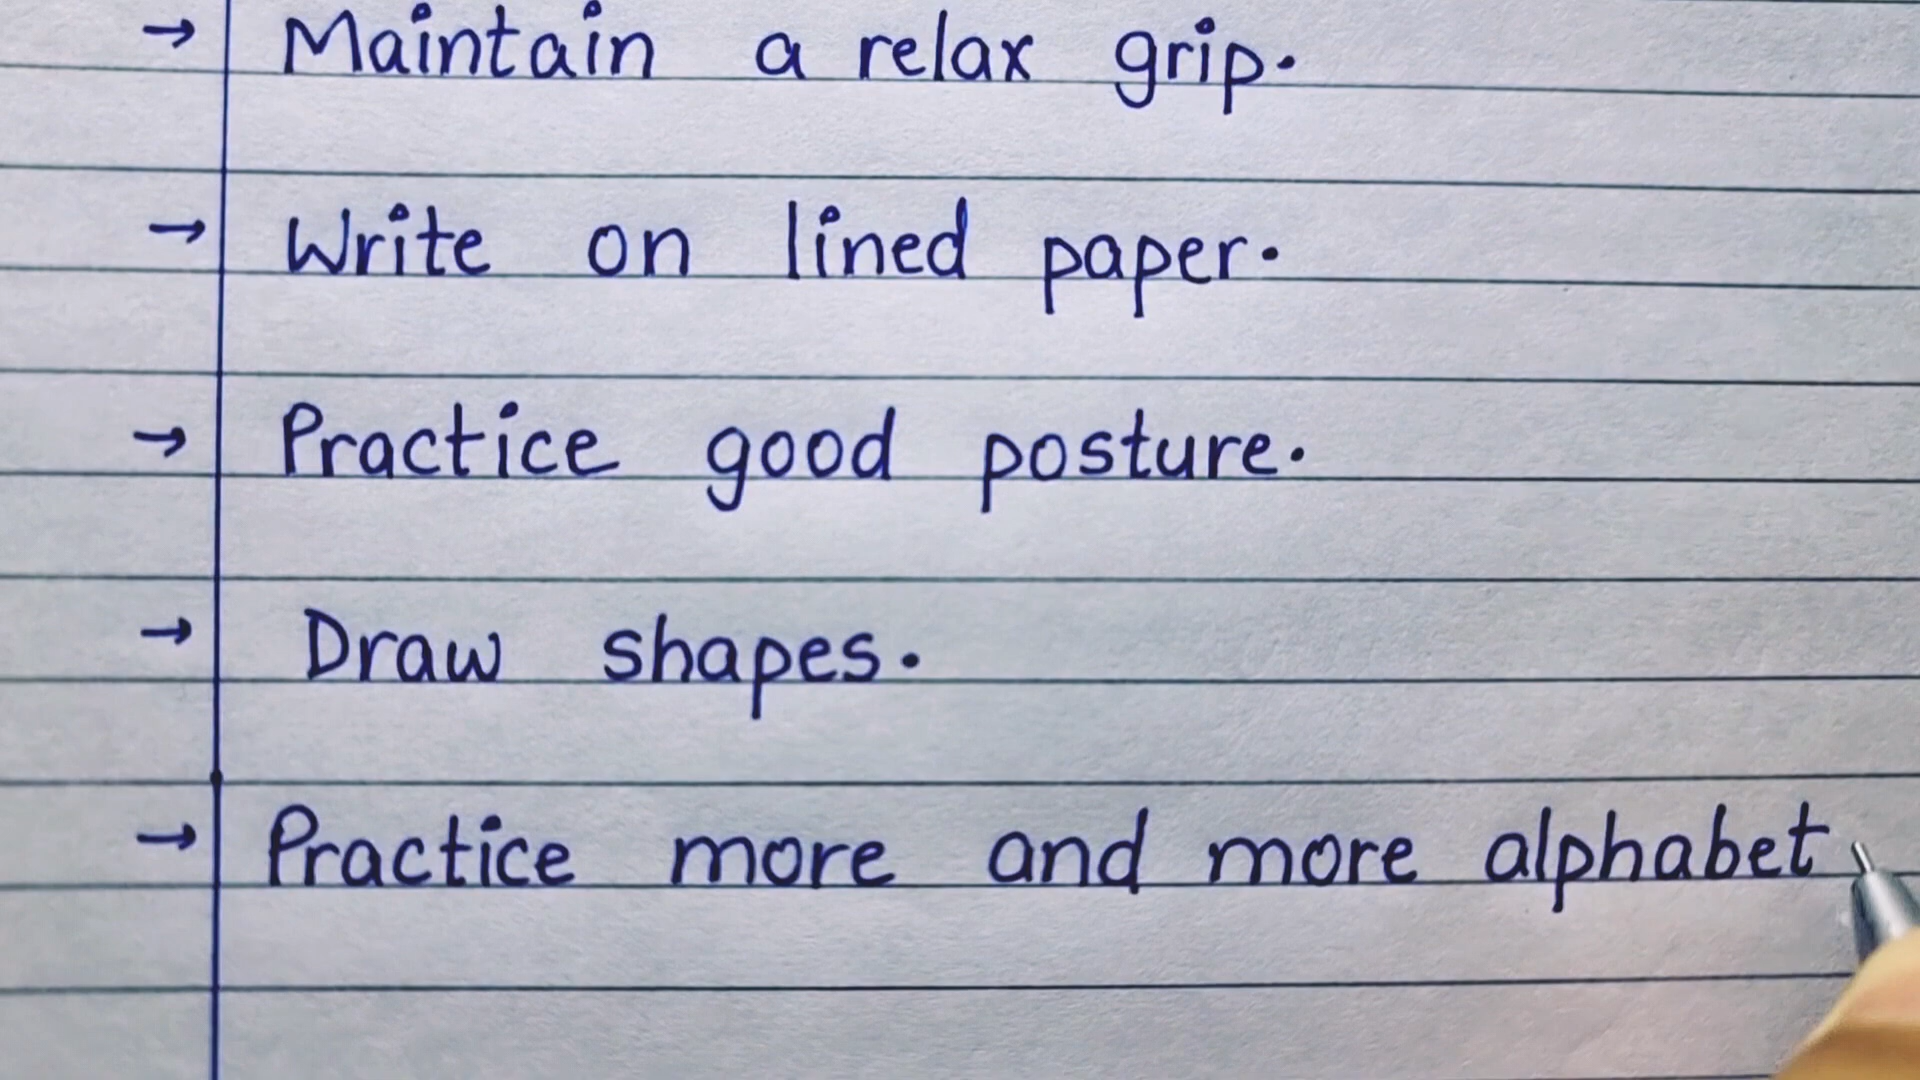 → Maintain a relax grip.
→ Write on lined paper.
→ Practice good posture.
→ Draw shapes.
→ Practice more and more alphabet